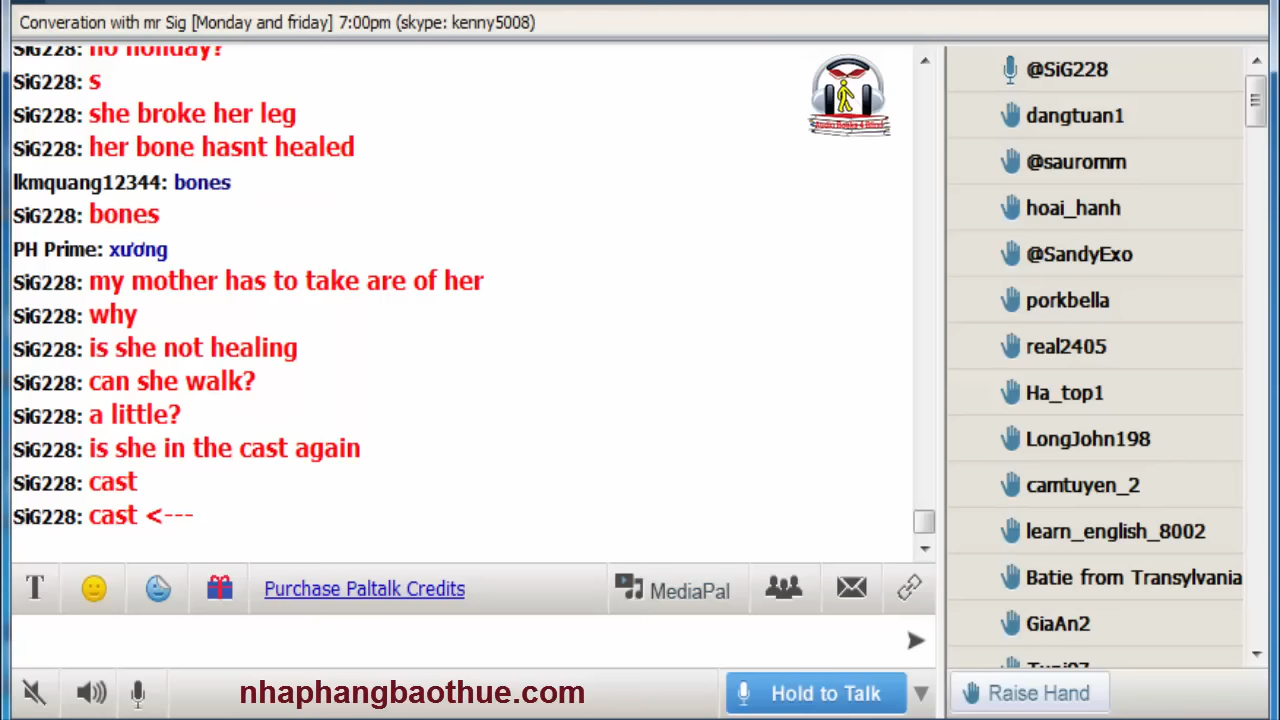 Converation with mr Sig [Monday and friday] 7:00pm (skype: kenny5008)
SiG228: no honday?
SiG228: s
SiG228: she broke her leg
SiG228: her bone hasnt healed
lkmquang12344: bones
SiG228: bones
PH Prime: xương
SiG228: my mother has to take are of her
SiG228: why
SiG228: is she not healing
SiG228: can she walk?
SiG228: a little?
SiG228: is she in the cast again
SiG228: cast
SiG228: cast <---
@SiG228
dangtuan1
@sauromm
hoai_hanh
@SandyExo
porkbella
real2405
Ha_top1
LongJohn198
camtuyen_2
learn_english_8002
Batie from Transylvania
GiaAn2
T Purchase Paltalk Credits MediaPal
nhaphangbaothue.com Hold to Talk Raise Hand